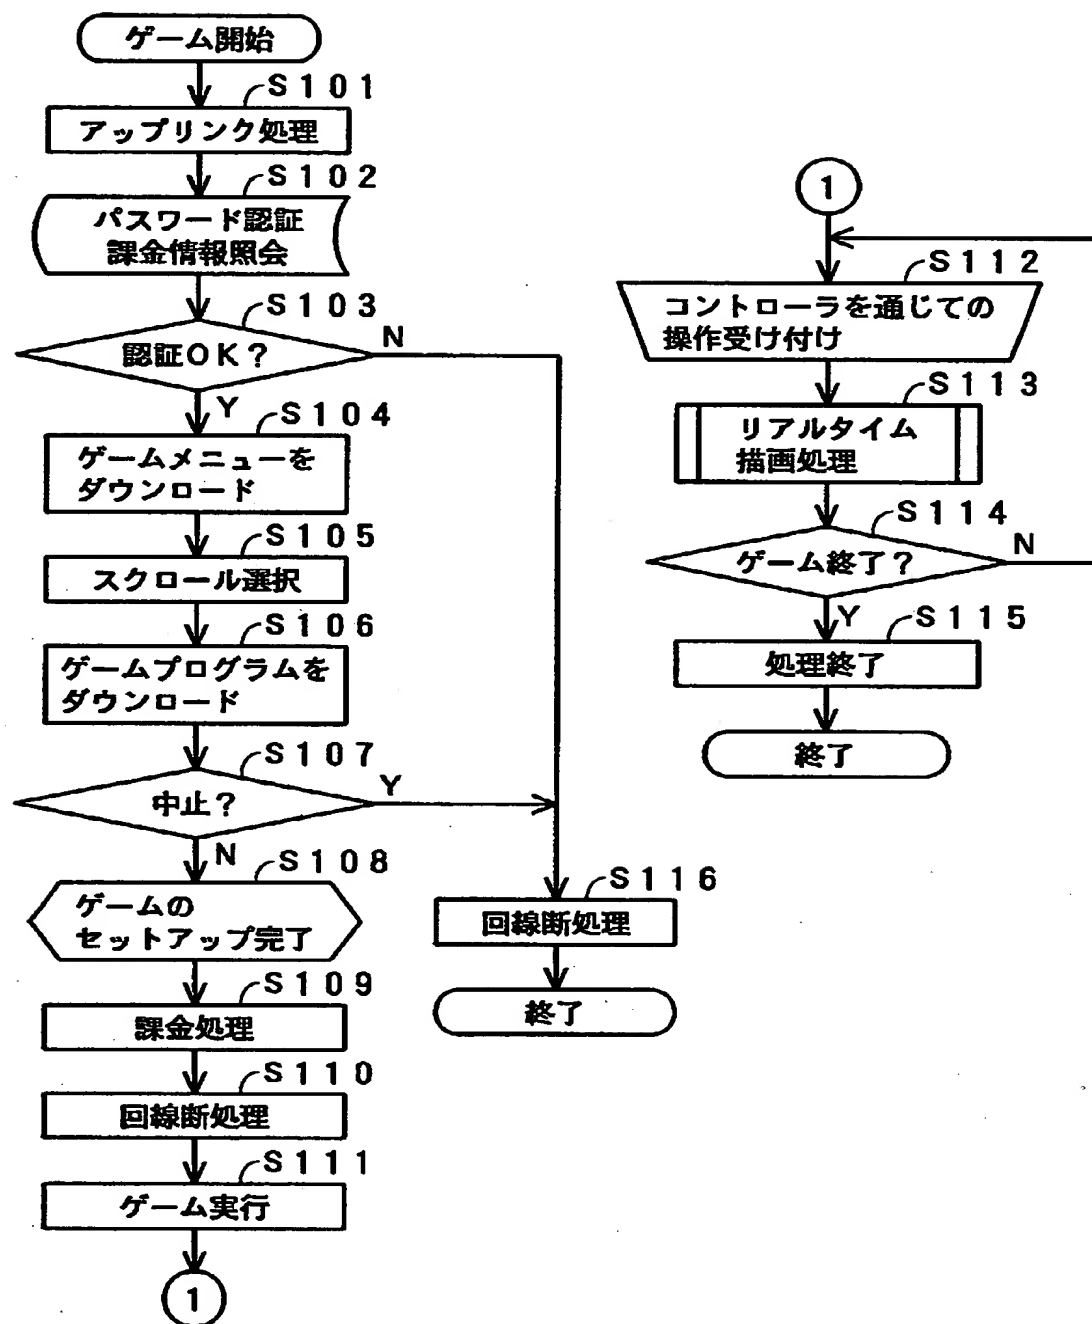 ゲーム開始
S101
アップリンク処理
S102
パスワード認証
課金情報照会
S103
認証OK?
N
Y
S104
ゲームメニューを
ダウンロード
S105
スクロール選択
S106
ゲームプログラムを
ダウンロード
S107
中止?
Y
N
S108
ゲームの
セットアップ完了
S109
課金処理
S110
回線断処理
S111
ゲーム実行
1
S116
回線断処理
終了
1
S112
コントローラを通じての
操作受け付け
S113
リアルタイム
描画処理
S114
ゲーム終了?
N
Y
S115
処理終了
終了